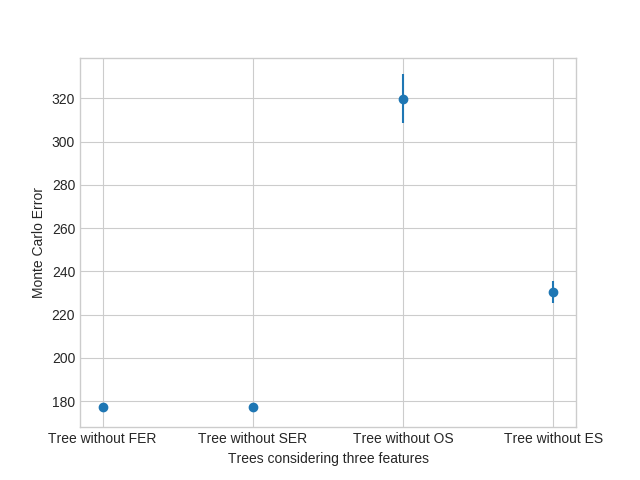 320
300
280
260
240
220
200
180
Monte Carlo Error
Tree without FER Tree without SER Tree without OS Tree without ES
Trees considering three features